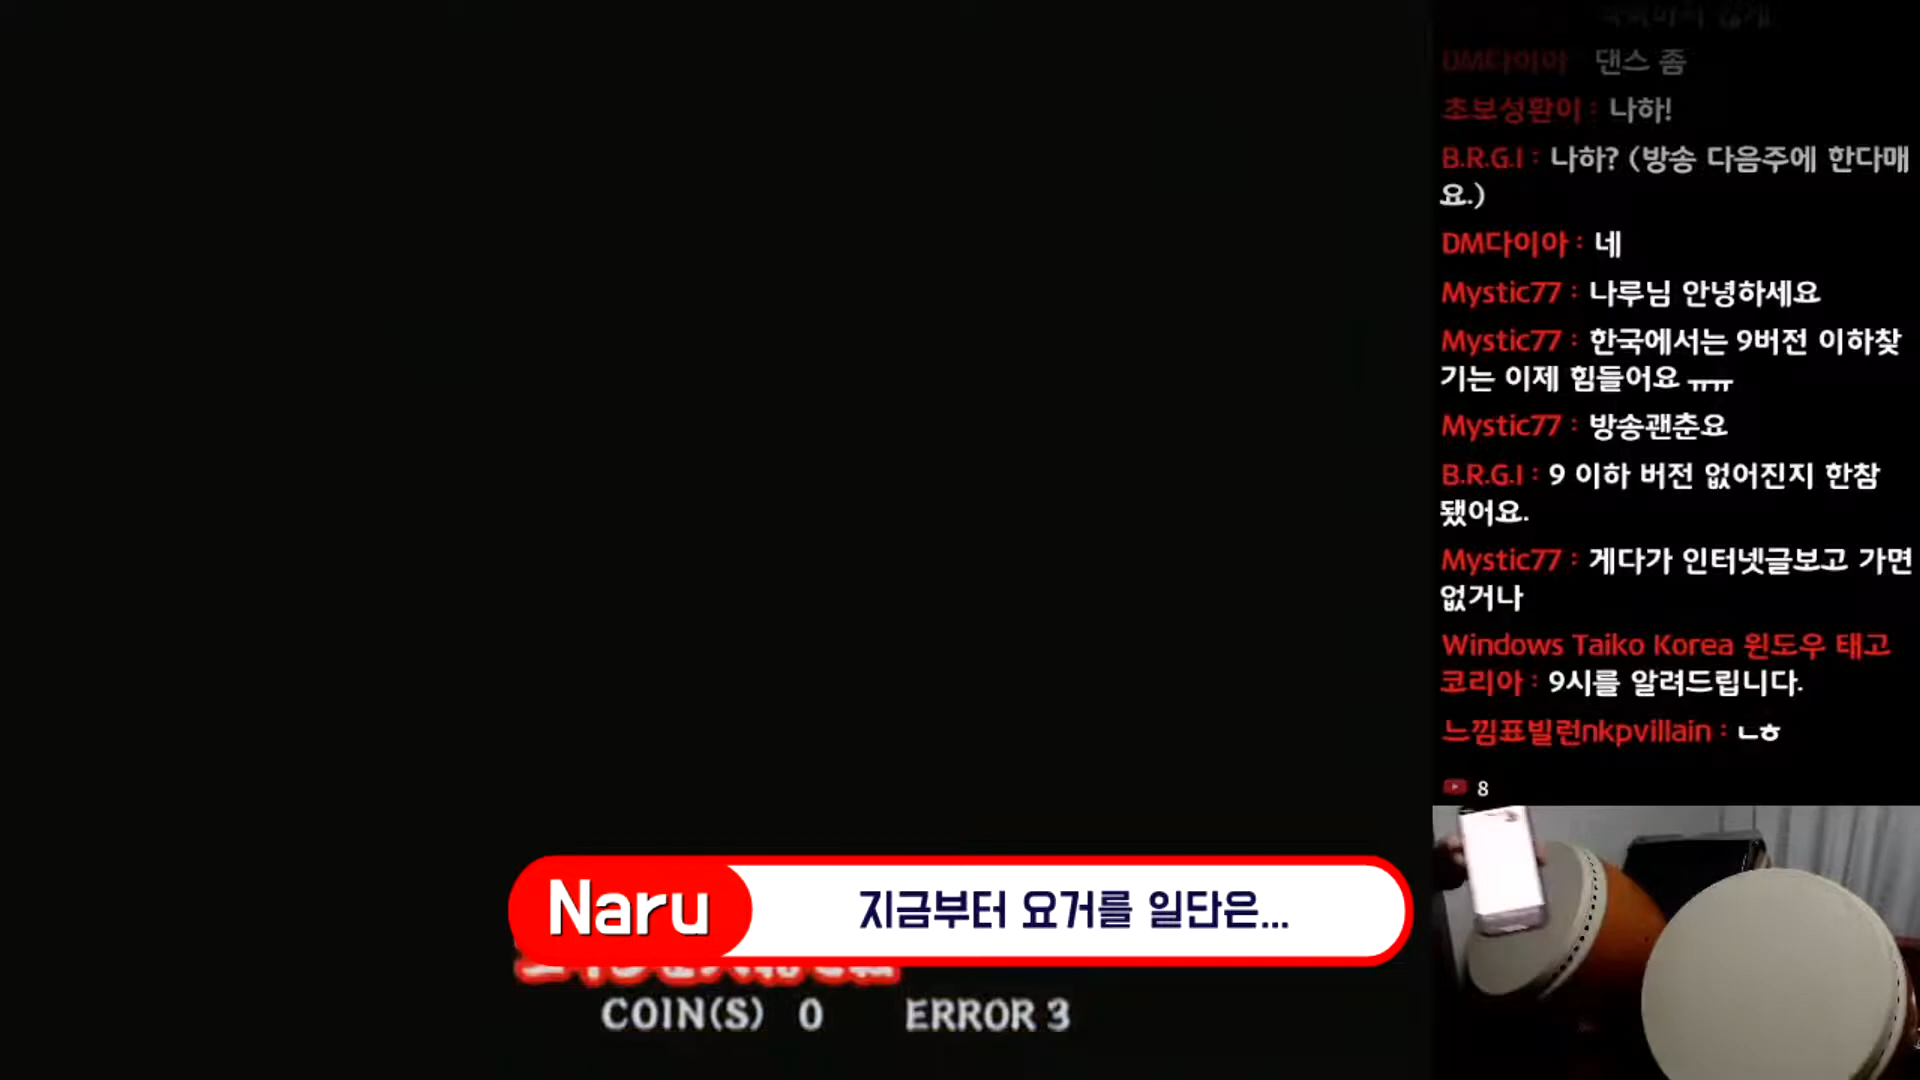 DM다이아 댄스 좀
초보성환이 : 나하!
B.R.G.I : 나하? (방송 다음주에 한다매
요.)
DM다이아 : 네
Mystic77 : 나루님 안녕하세요
Mystic77 : 한국에서는 9버전 이하찾
기는 이제 힘들어요 ㅠㅠ
Mystic77 : 방송괜춘요
B.R.G.I : 9 이하 버전 없어진지 한참
됐어요.
Mystic77 : 게다가 인터넷글보고 가면
없거나
Windows Taiko Korea 윈도우 태고
코리아 : 9시를 알려드립니다.
느낌표빌런nkpvillain : ㄴㅎ
8
Naru 지금부터 요거를 일단은...
COIN(S) 0 ERROR 3